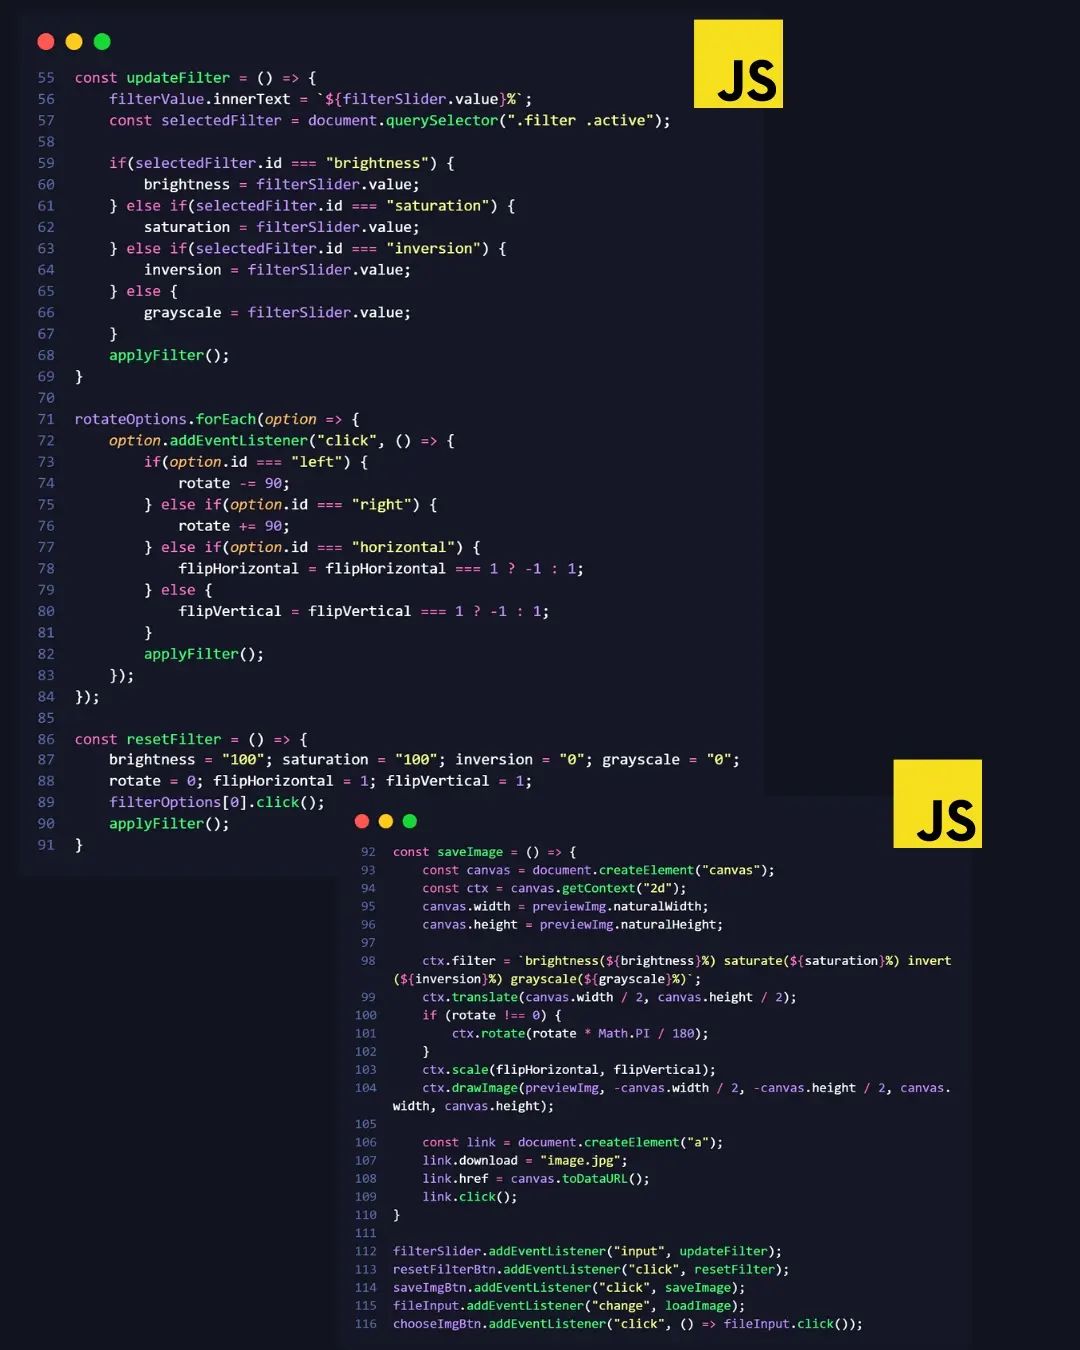 JS
55 const updateFilter = () => {
56     filterValue.innerText = `${filterSlider.value}%`;
57     const selectedFilter = document.querySelector(".filter .active");
58
59     if(selectedFilter.id === "brightness") {
60         brightness = filterSlider.value;
61     } else if(selectedFilter.id === "saturation") {
62         saturation = filterSlider.value;
63     } else if(selectedFilter.id === "inversion") {
64         inversion = filterSlider.value;
65     } else {
66         grayscale = filterSlider.value;
67     }
68     applyFilter();
69 }
70
71 rotateOptions.forEach(option => {
72     option.addEventListener("click", () => {
73         if(option.id === "left") {
74             rotate -= 90;
75         } else if(option.id === "right") {
76             rotate += 90;
77         } else if(option.id === "horizontal") {
78             flipHorizontal = flipHorizontal === 1 ? -1 : 1;
79         } else {
80             flipVertical = flipVertical === 1 ? -1 : 1;
81         }
82         applyFilter();
83     });
84 });
85
86 const resetFilter = () => {
87     brightness = "100"; saturation = "100"; inversion = "0"; grayscale = "0";
88     rotate = 0; flipHorizontal = 1; flipVertical = 1;
89     filterOptions[0].click();
90     applyFilter();
91 }
JS
92 const saveImage = () => {
93     const canvas = document.createElement("canvas");
94     const ctx = canvas.getContext("2d");
95     canvas.width = previewImg.naturalWidth;
96     canvas.height = previewImg.naturalHeight;
97
98     ctx.filter = `brightness(${brightness}%) saturate(${saturation}%) invert
(${inversion}%) grayscale(${grayscale}%)`;
99     ctx.translate(canvas.width / 2, canvas.height / 2);
100     if (rotate !== 0) {
101         ctx.rotate(rotate * Math.PI / 180);
102     }
103     ctx.scale(flipHorizontal, flipVertical);
104     ctx.drawImage(previewImg, -canvas.width / 2, -canvas.height / 2, canvas.
width, canvas.height);
105
106     const link = document.createElement("a");
107     link.download = "image.jpg";
108     link.href = canvas.toDataURL();
109     link.click();
110 }
111
112 filterSlider.addEventListener("input", updateFilter);
113 resetFilterBtn.addEventListener("click", resetFilter);
114 saveImgBtn.addEventListener("click", saveImage);
115 fileInput.addEventListener("change", loadImage);
116 chooseImgBtn.addEventListener("click", () => fileInput.click());